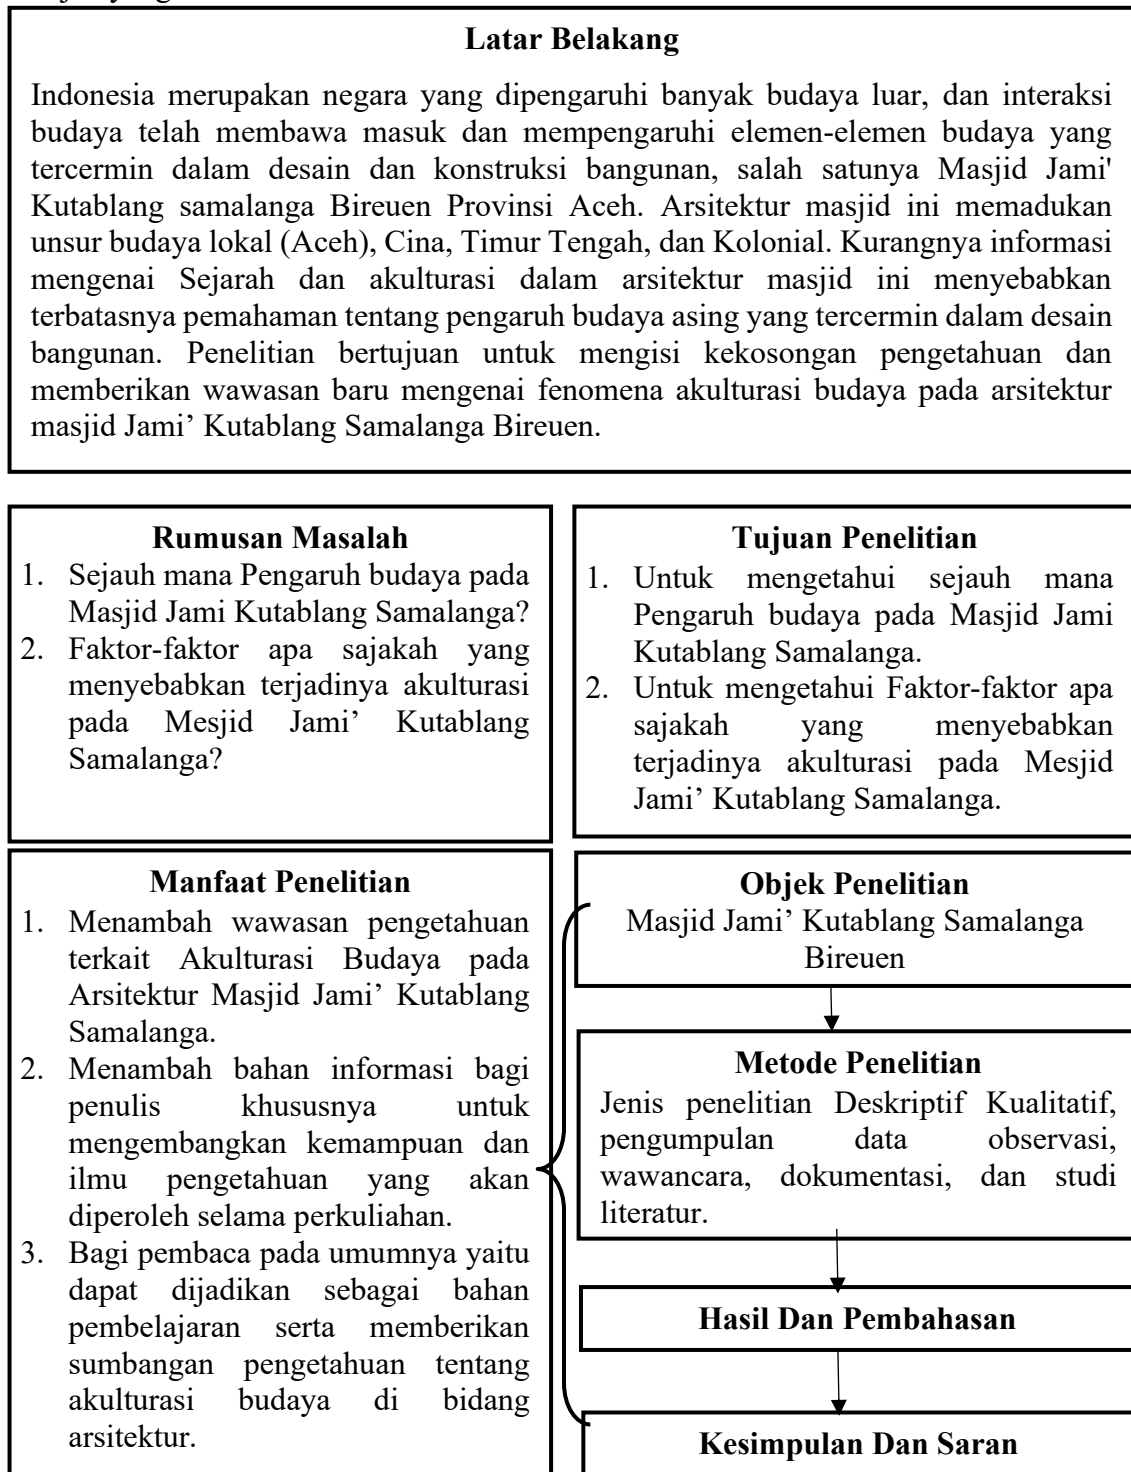 Latar Belakang
Indonesia merupakan negara yang dipengaruhi banyak budaya luar, dan interaksi
budaya telah membawa masuk dan mempengaruhi elemen-elemen budaya yang
tercermin dalam desain dan konstruksi bangunan, salah satunya Masjid Jami'
Kutablang samalanga Bireuen Provinsi Aceh. Arsitektur masjid ini memadukan
unsur budaya lokal (Aceh), Cina, Timur Tengah, dan Kolonial. Kurangnya informasi
mengenai Sejarah dan akulturasi dalam arsitektur masjid ini menyebabkan
terbatasnya pemahaman tentang pengaruh budaya asing yang tercermin dalam desain
bangunan. Penelitian bertujuan untuk mengisi kekosongan pengetahuan dan
memberikan wawasan baru mengenai fenomena akulturasi budaya pada arsitektur
masjid Jami’ Kutablang Samalanga Bireuen.
Rumusan Masalah
1. Sejauh mana Pengaruh budaya pada
Masjid Jami Kutablang Samalanga?
2. Faktor-faktor apa sajakah yang
menyebabkan terjadinya akulturasi
pada Mesjid Jami’ Kutablang
Samalanga?
Tujuan Penelitian
1. Untuk mengetahui sejauh mana
Pengaruh budaya pada Masjid Jami
Kutablang Samalanga.
2. Untuk mengetahui Faktor-faktor apa
sajakah yang menyebabkan
terjadinya akulturasi pada Mesjid
Jami’ Kutablang Samalanga.
Manfaat Penelitian
1. Menambah wawasan pengetahuan
terkait Akulturasi Budaya pada
Arsitektur Masjid Jami’ Kutablang
Samalanga.
2. Menambah bahan informasi bagi
penulis khususnya untuk
mengembangkan kemampuan dan
ilmu pengetahuan yang akan
diperoleh selama perkuliahan.
3. Bagi pembaca pada umumnya yaitu
dapat dijadikan sebagai bahan
pembelajaran serta memberikan
sumbangan pengetahuan tentang
akulturasi budaya di bidang
arsitektur.
Objek Penelitian
Masjid Jami’ Kutablang Samalanga
Bireuen
Metode Penelitian
Jenis penelitian Deskriptif Kualitatif,
pengumpulan data observasi,
wawancara, dokumentasi, dan studi
literatur.
Hasil Dan Pembahasan
Kesimpulan Dan Saran